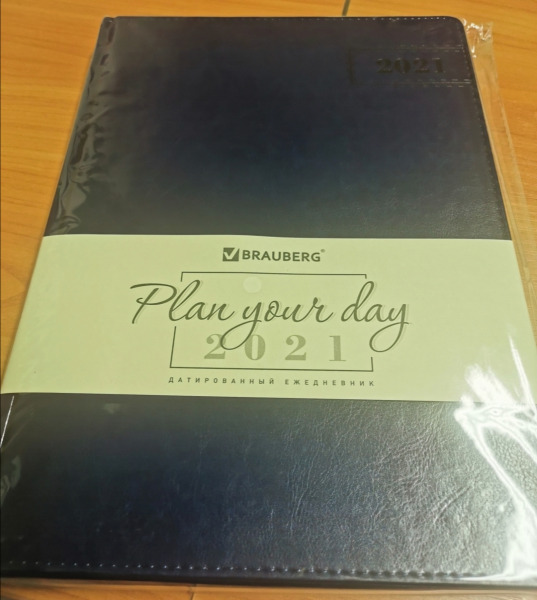 2021
BRAUBERG®
Plan your day
2021
ДАТИРОВАННЫЙ ЕЖЕДНЕВНИК